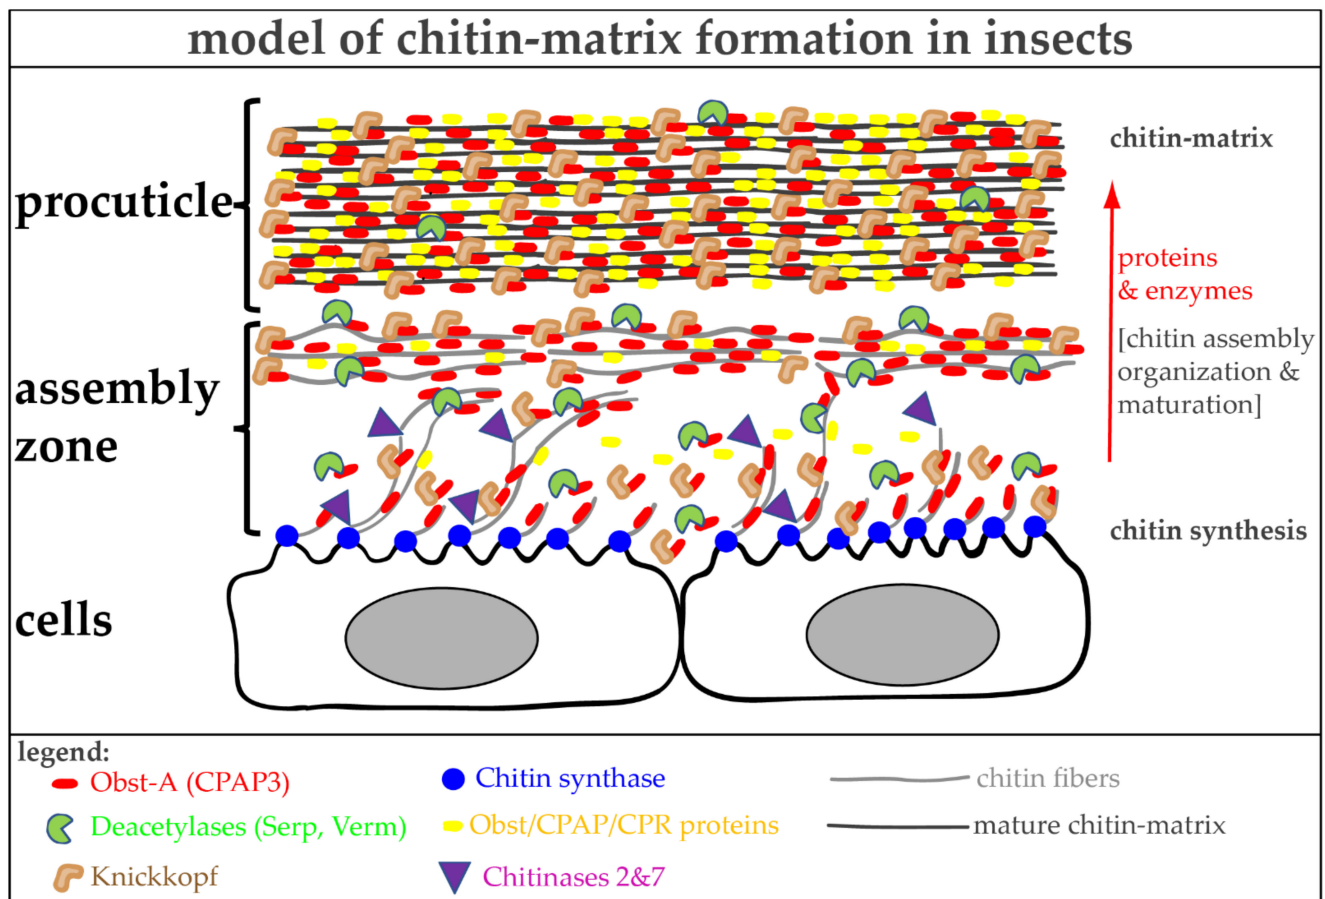 model of chitin-matrix formation in insects
procuticle
chitin-matrix
proteins
& enzymes
[chitin assembly
organization &
maturation]
assembly
zone
chitin synthesis
cells
legend:
Obst-A (CPAP3)
Chitin synthase
chitin fibers
Deacetylases (Serp, Verm)
Obst/CPAP/CPR proteins
mature chitin-matrix
Knickkopf
Chitinases 2&7